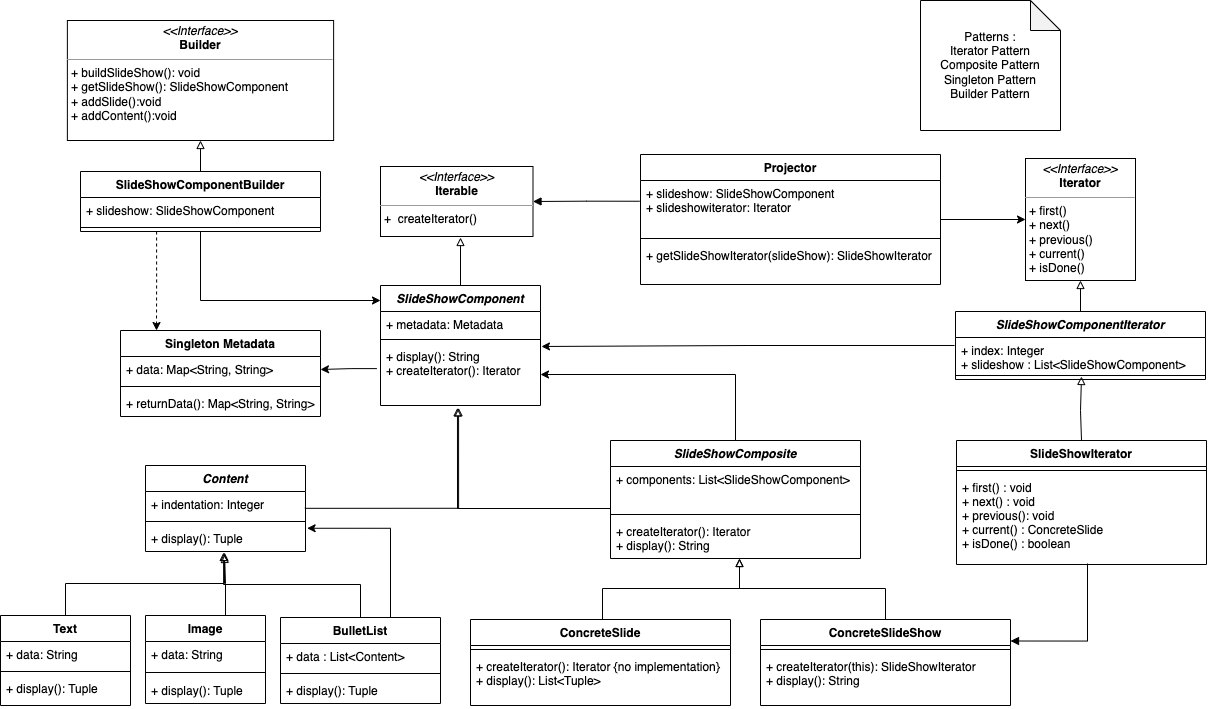 <<Interface>>
Builder
+ buildSlideShow(): void
+ getSlideShow(): SlideShowComponent
+ addSlide():void
+ addContent():void
Patterns :
Iterator Pattern
Composite Pattern
Singleton Pattern
Builder Pattern
SlideShowComponentBuilder
+ slideshow: SlideShowComponent
<<Interface>>
Iterable
+ createIterator()
Projector
+ slideshow: SlideShowComponent
+ slideshowiterator: Iterator
+ getSlideShowIterator(slideShow): SlideShowIterator
<<Interface>>
Iterator
+ first()
+ next()
+ previous()
+ current()
+ isDone()
SlideShowComponent
+ metadata: Metadata
+ display(): String
+ createIterator(): Iterator
SlideShowComponentIterator
+ index: Integer
+ slideshow : List<SlideShowComponent>
Singleton Metadata
+ data: Map<String, String>
+ returnData(): Map<String, String>
Content
+ indentation: Integer
+ display(): Tuple
SlideShowComposite
+ components: List<SlideShowComponent>
+ createIterator(): Iterator
+ display(): String
SlideShowIterator
+ first() : void
+ next() : void
+ previous(): void
+ current() : ConcreteSlide
+ isDone() : boolean
Text
+ data: String
+ display(): Tuple
Image
+ data: String
+ display(): Tuple
BulletList
+ data : List<Content>
+ display(): Tuple
ConcreteSlide
+ createIterator(): Iterator {no implementation}
+ display(): List<Tuple>
ConcreteSlideShow
+ createIterator(this): SlideShowIterator
+ display(): String